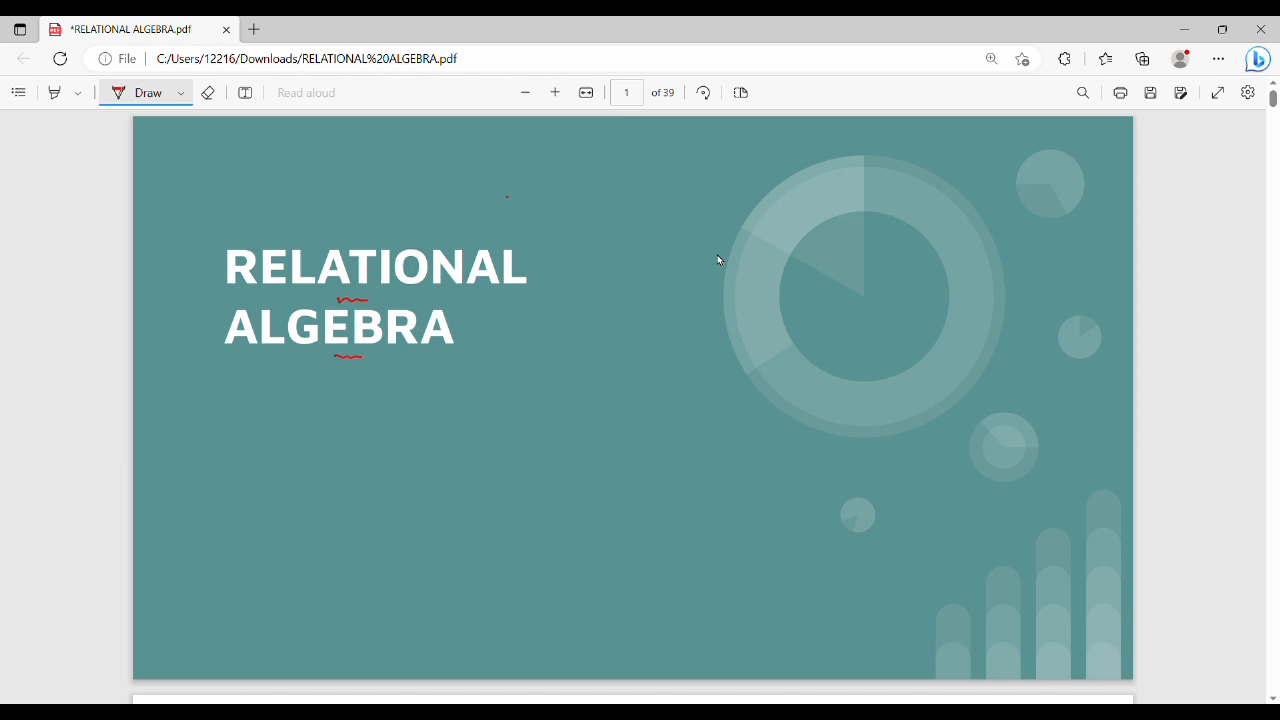 *RELATIONAL ALGEBRA.pdf
File
C:/Users/12216/Downloads/RELATIONAL%20ALGEBRA.pdf
Draw
Read aloud
1
of 39
RELATIONAL
ALGEBRA